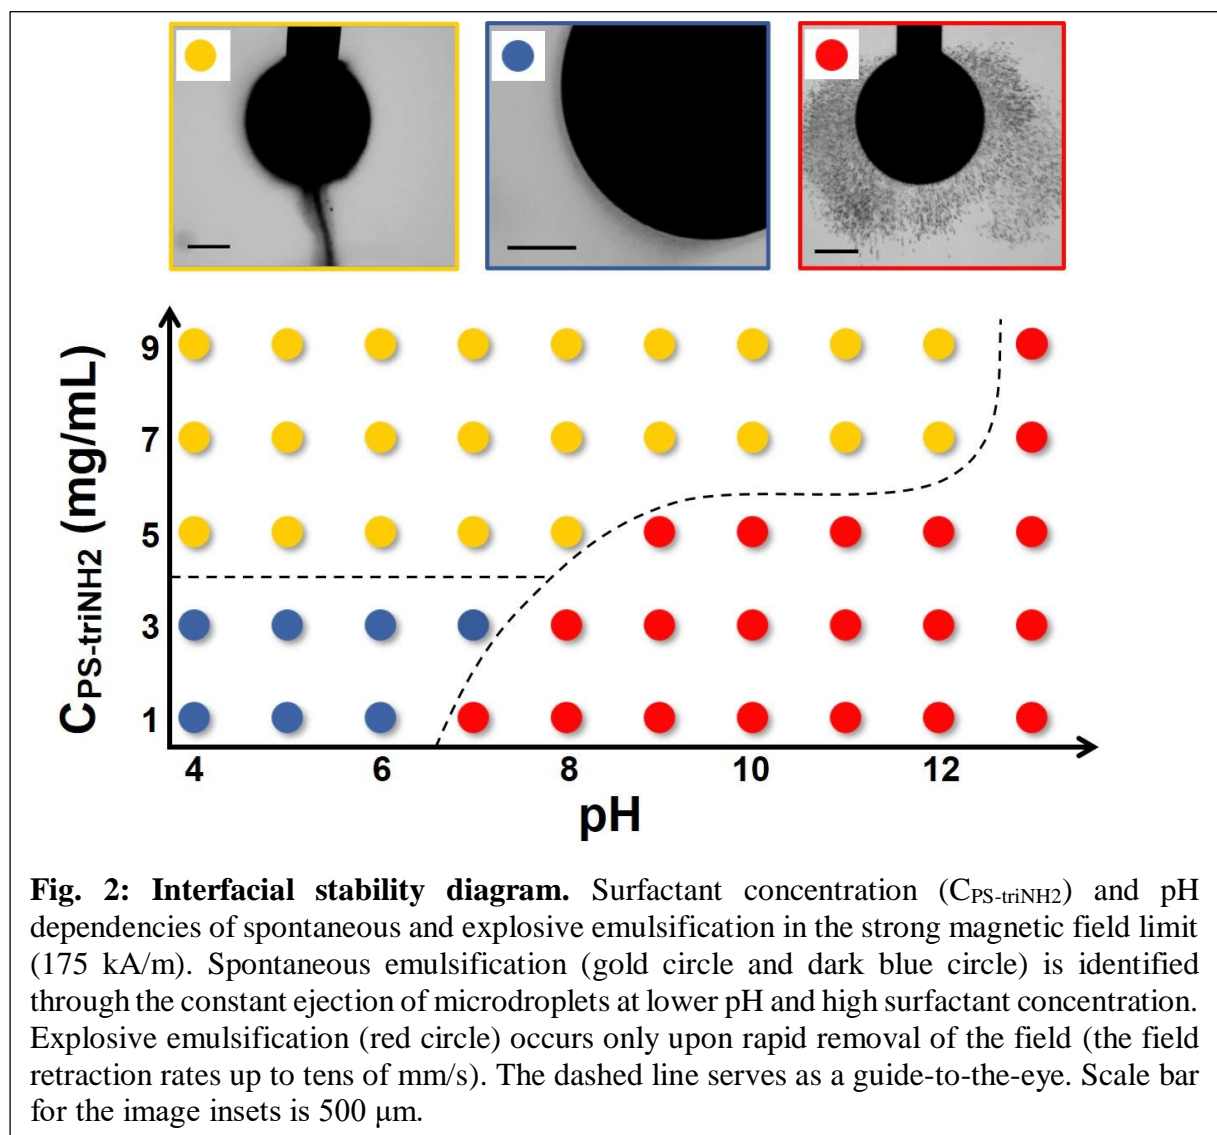 9
7
5
3
1
CPS-triNH2 (mg/mL)
4 6 8 10 12
pH
Fig. 2: Interfacial stability diagram. Surfactant concentration (CPS-triNH2) and pH
dependencies of spontaneous and explosive emulsification in the strong magnetic field limit
(175 kA/m). Spontaneous emulsification (gold circle and dark blue circle) is identified
through the constant ejection of microdroplets at lower pH and high surfactant concentration.
Explosive emulsification (red circle) occurs only upon rapid removal of the field (the field
retraction rates up to tens of mm/s). The dashed line serves as a guide-to-the-eye. Scale bar
for the image insets is 500 μm.